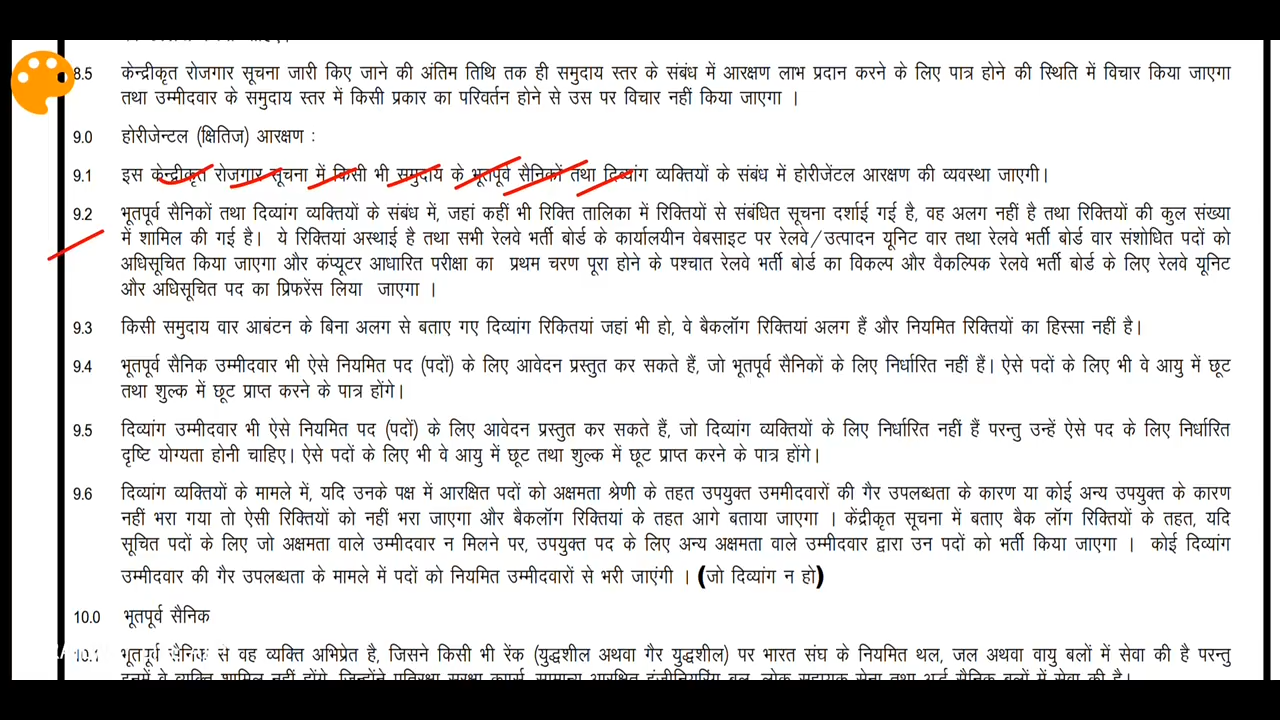 8.5 केन्द्रीकृत रोजगार सूचना जारी किए जाने की अंतिम तिथि तक ही समुदाय स्तर के संबंध में आरक्षण लाभ प्रदान करने के लिए पात्र होने की स्थिति में विचार किया जाएगा
तथा उम्मीदवार के समुदाय स्तर में किसी प्रकार का परिवर्तन होने से उस पर विचार नहीं किया जाएगा ।
9.0 होरीजेन्टल (क्षितिज) आरक्षण :
9.1 इस केन्द्रीकृत रोजगार सूचना में किसी भी समुदाय के भूतपूर्व सैनिकों तथा दिव्यांग व्यक्तियों के संबंध में होरीजेंटल आरक्षण की व्यवस्था जाएगी।
9.2 भूतपूर्व सैनिकों तथा दिव्यांग व्यक्तियों के संबंध में, जहां कहीं भी रिक्ति तालिका में रिक्तियों से संबंधित सूचना दर्शाई गई है, वह अलग नहीं है तथा रिक्तियों की कुल संख्या
में शामिल की गई है। ये रिक्तियां अस्थाई है तथा सभी रेलवे भर्ती बोर्ड के कार्यालयीन वेबसाइट पर रेलवे/उत्पादन यूनिट वार तथा रेलवे भर्ती बोर्ड वार संशोधित पदों को
अधिसूचित किया जाएगा और कंप्यूटर आधारित परीक्षा का प्रथम चरण पूरा होने के पश्चात रेलवे भर्ती बोर्ड का विकल्प और वैकल्पिक रेलवे भर्ती बोर्ड के लिए रेलवे यूनिट
और अधिसूचित पद का प्रिफरेंस लिया जाएगा ।
9.3 किसी समुदाय वार आबंटन के बिना अलग से बताए गए दिव्यांग रिकितयां जहां भी हो, वे बैकलॉग रिक्तियां अलग हैं और नियमित रिक्तियों का हिस्सा नहीं है।
9.4 भूतपूर्व सैनिक उम्मीदवार भी ऐसे नियमित पद (पदों) के लिए आवेदन प्रस्तुत कर सकते हैं, जो भूतपूर्व सैनिकों के लिए निर्धारित नहीं हैं। ऐसे पदों के लिए भी वे आयु में छूट
तथा शुल्क में छूट प्राप्त करने के पात्र होंगे।
9.5 दिव्यांग उम्मीदवार भी ऐसे नियमित पद (पदों) के लिए आवेदन प्रस्तुत कर सकते हैं, जो दिव्यांग व्यक्तियों के लिए निर्धारित नहीं हैं परन्तु उन्हें ऐसे पद के लिए निर्धारित
दृष्टि योग्यता होनी चाहिए। ऐसे पदों के लिए भी वे आयु में छूट तथा शुल्क में छूट प्राप्त करने के पात्र होंगे।
9.6 दिव्यांग व्यक्तियों के मामले में, यदि उनके पक्ष में आरक्षित पदों को अक्षमता श्रेणी के तहत उपयुक्त उममीदवारों की गैर उपलब्धता के कारण या कोई अन्य उपयुक्त के कारण
नहीं भरा गया तो ऐसी रिक्तियों को नहीं भरा जाएगा और बैकलॉग रिक्तियां के तहत आगे बताया जाएगा । केंद्रीकृत सूचना में बताए बैक लॉग रिक्तियों के तहत, यदि
सूचित पदों के लिए जो अक्षमता वाले उम्मीदवार न मिलने पर, उपयुक्त पद के लिए अन्य अक्षमता वाले उम्मीदवार द्वारा उन पदों को भर्ती किया जाएगा । कोई दिव्यांग
उम्मीदवार की गैर उपलब्धता के मामले में पदों को नियमित उम्मीदवारों से भरी जाएंगी । (जो दिव्यांग न हो)
10.0 भूतपूर्व सैनिक
10.1 भूतपूर्व सैनिक से वह व्यक्ति अभिप्रेत है, जिसने किसी भी रेंक (युद्धशील अथवा गैर युद्धशील) पर भारत संघ के नियमित थल, जल अथवा वायु बलों में सेवा की है परन्तु